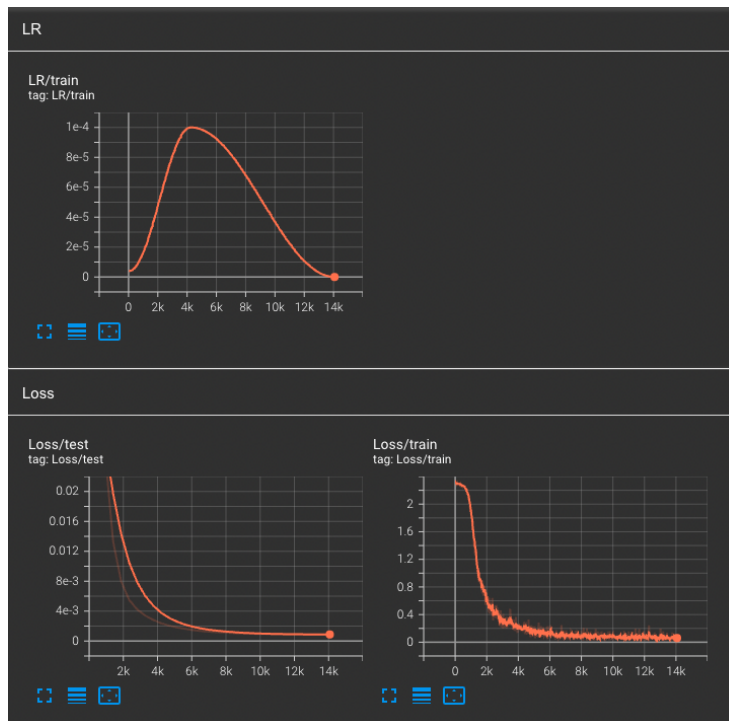 LR
LR/train
tag: LR/train
1e-4
8e-5
6e-5
4e-5
2e-5
0
0 2k 4k 6k 8k 10k 12k 14k
Loss
Loss/test
tag: Loss/test
0.02
0.016
0.012
8e-3
4e-3
0
2k 4k 6k 8k 10k 12k 14k
Loss/train
tag: Loss/train
2
1.6
1.2
0.8
0.4
0
0 2k 4k 6k 8k 10k 12k 14k